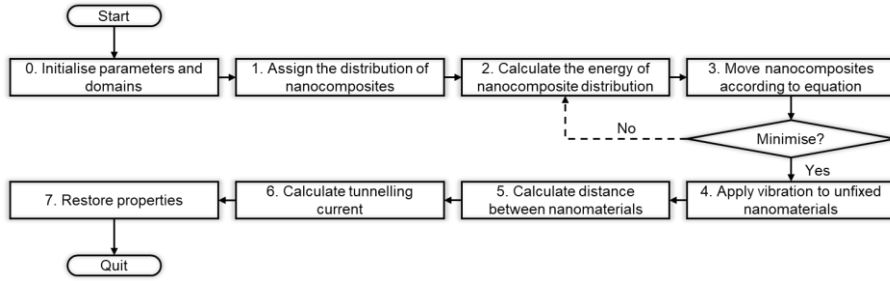 Start
0. Initialise parameters and
domains
1. Assign the distribution of
nanocomposites
2. Calculate the energy of
nanocomposite distribution
3. Move nanocomposites
according to equation
No
Minimise?
Yes
4. Apply vibration to unfixed
nanomaterials
5. Calculate distance
between nanomaterials
6. Calculate tunnelling
current
7. Restore properties
Quit